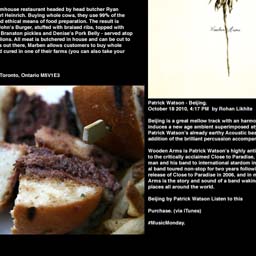 mhouse restaurant headed by head butcher Ryan
rt Heinrich. Buying whole cows, they use 99% of the
d ethical means of food preparation. The result is
ohn's Burger, stuffed with braised ribs, topped with
Branston pickles and Denise's Pork Belly - served atop
ions. All meat is butchered in house and can be cut to
s out there, Marben allows customers to buy whole
d cured in one of their farms (you can also take your
Toronto, Ontario M5V1E3
Wooden Arms
Patrick Watson - Beijing.
October 18 2010, 4:17 PM by Rohan Likhite
Beijing is a great mellow track with an harmo
induces a new age ambient superimposed sty
Patrick Watson's already earthy Acoustic bas
addition of the brilliant percussion accompan
Wooden Arms is Patrick Watson's highly antic
to the critically acclaimed Close to Paradise.
man and his band to international stardom in
al band toured non-stop for two years followi
release of Close to Paradise in 2006, and in m
Arms is the story and sound of a band waking
places all around the world.
Beijing by Patrick Watson Listen to this
Purchase. (via iTunes)
#MusicMonday.